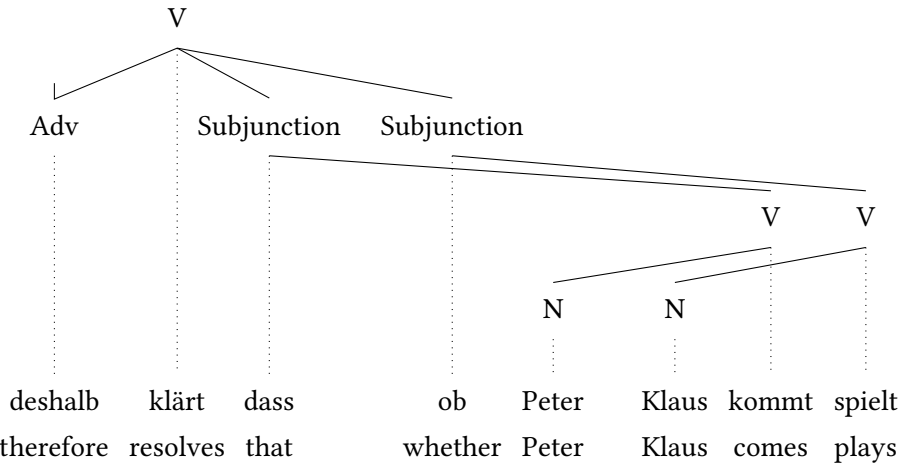 V
Adv Subjunction Subjunction
V V
N N
deshalb klärt dass ob Peter Klaus kommt spielt
therefore resolves that whether Peter Klaus comes plays